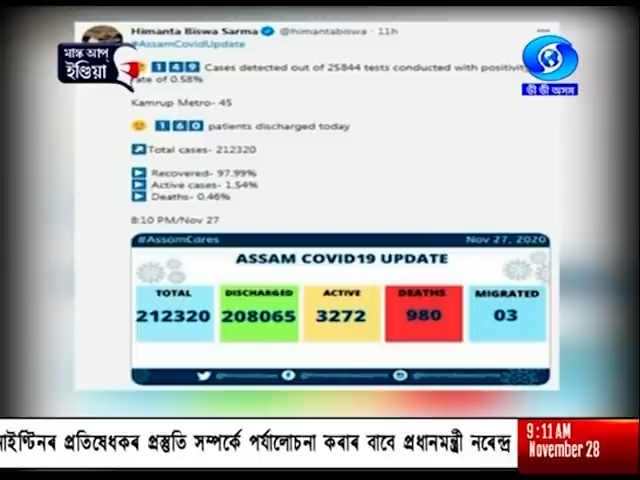 Himanta Biswa Sarma @himantabiswa · 11h
#AssamCovidUpdate
মাস্ক আপ্
ইণ্ডিয়া
149 Cases detected out of 25844 tests conducted with positivity
rate of 0.58%
ডী ডী অসম
Kamrup Metro- 45
160 patients discharged today
Total cases- 212320
Recovered- 97.99%
Active cases- 1.54%
Deaths- 0.46%
8:10 PM/Nov 27
#AssamCares Nov 27, 2020
ASSAM COVID19 UPDATE
TOTAL DISCHARGED ACTIVE DEATHS MIGRATED
212320 208065 3272 980 03
প্ৰতিষেধকৰ প্ৰস্তুতি সম্পৰ্কে পৰ্যালোচনা কৰাৰ বাবে প্ৰধানমন্ত্ৰী নৰেন্দ্ৰ
9:11 AM
November 28